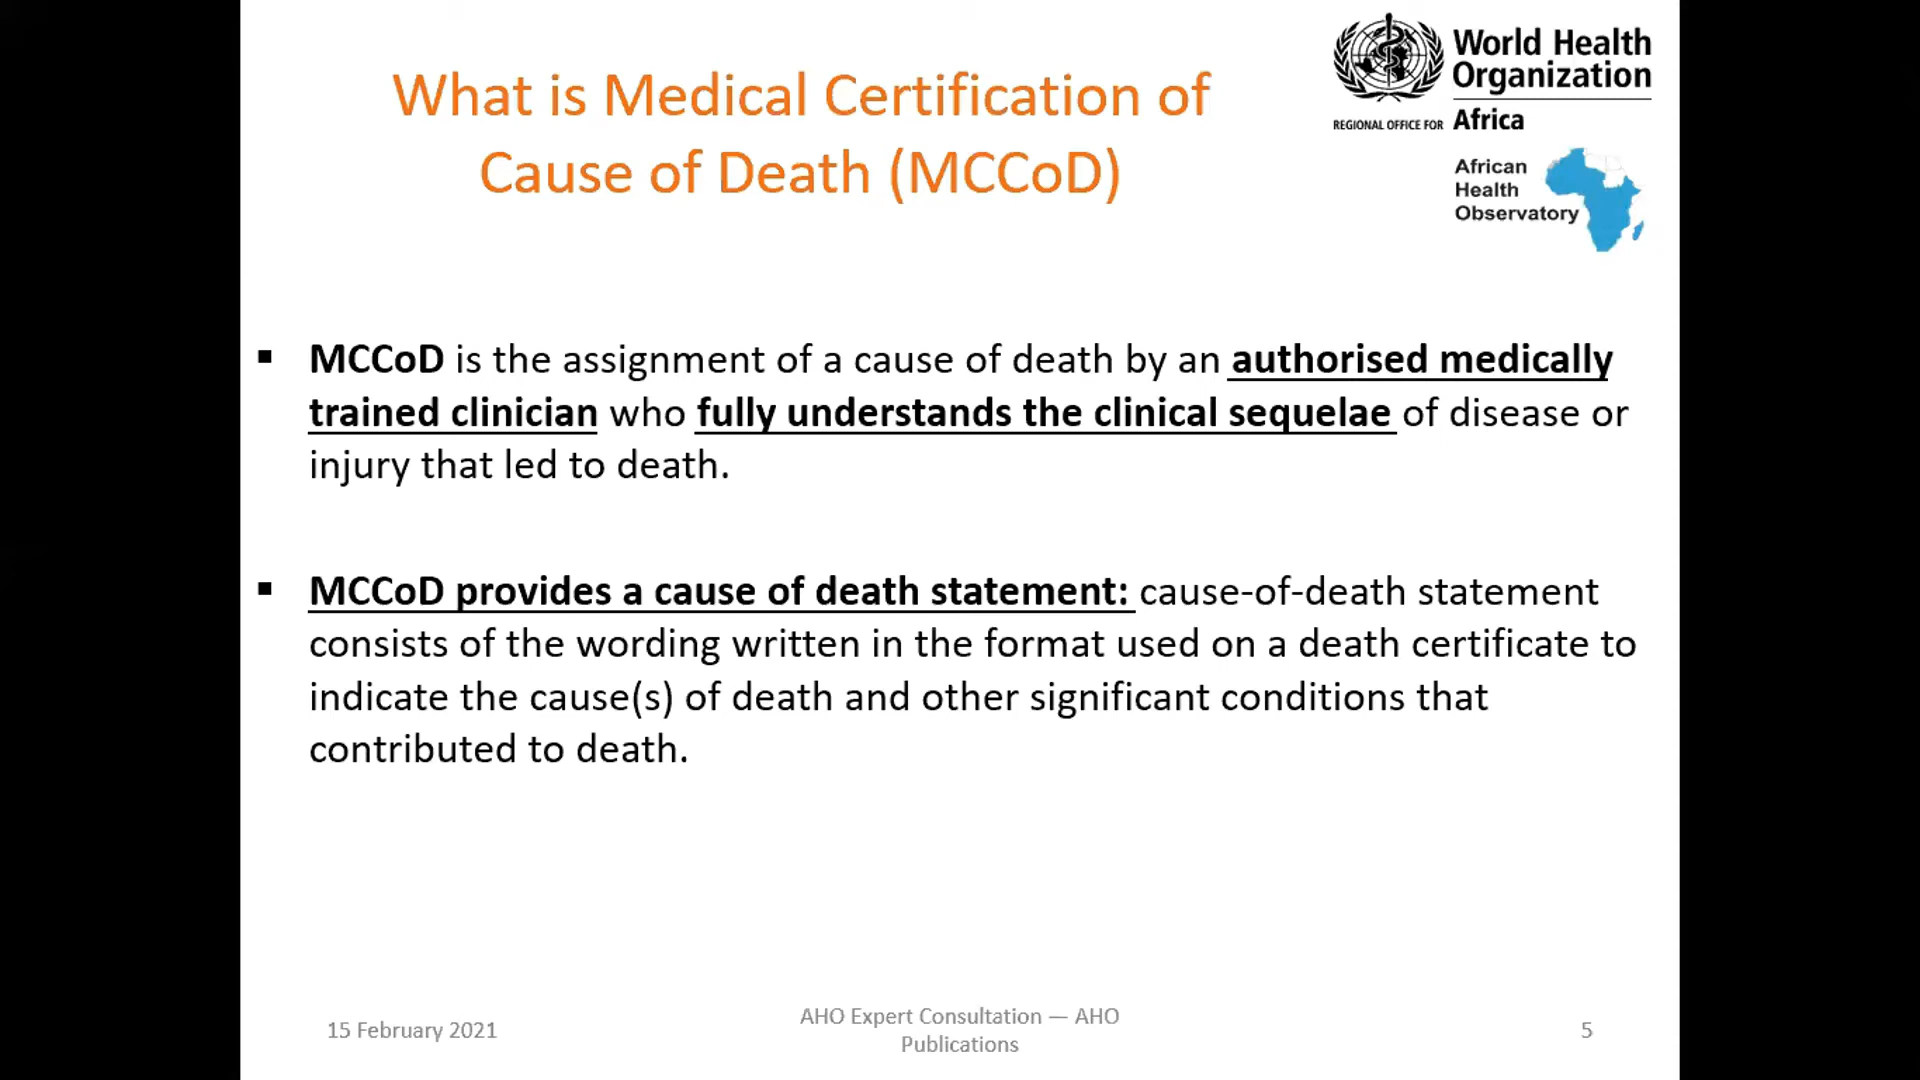 What is Medical Certification of
Cause of Death (MCCoD)
World Health
Organization
REGIONAL OFFICE FOR Africa
African
Health
Observatory
▪ MCCoD is the assignment of a cause of death by an authorised medically
trained clinician who fully understands the clinical sequelae of disease or
injury that led to death.
▪ MCCoD provides a cause of death statement: cause-of-death statement
consists of the wording written in the format used on a death certificate to
indicate the cause(s) of death and other significant conditions that
contributed to death.
15 February 2021
AHO Expert Consultation — AHO
Publications
5